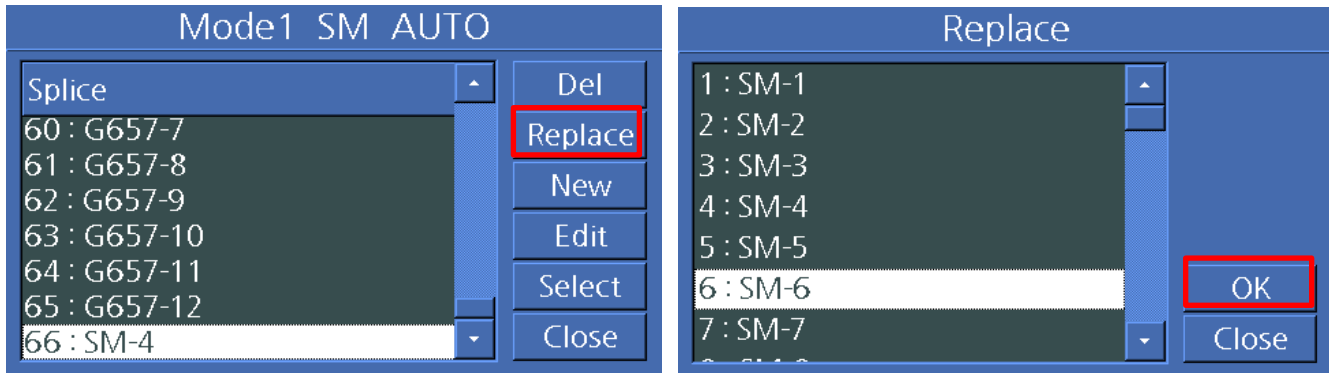 Mode1 SM AUTO
Splice
60 : G657-7
61 : G657-8
62 : G657-9
63 : G657-10
64 : G657-11
65 : G657-12
66 : SM-4
Del
Replace
New
Edit
Select
Close
Replace
1 : SM-1
2 : SM-2
3 : SM-3
4 : SM-4
5 : SM-5
6 : SM-6
7 : SM-7
OK
Close